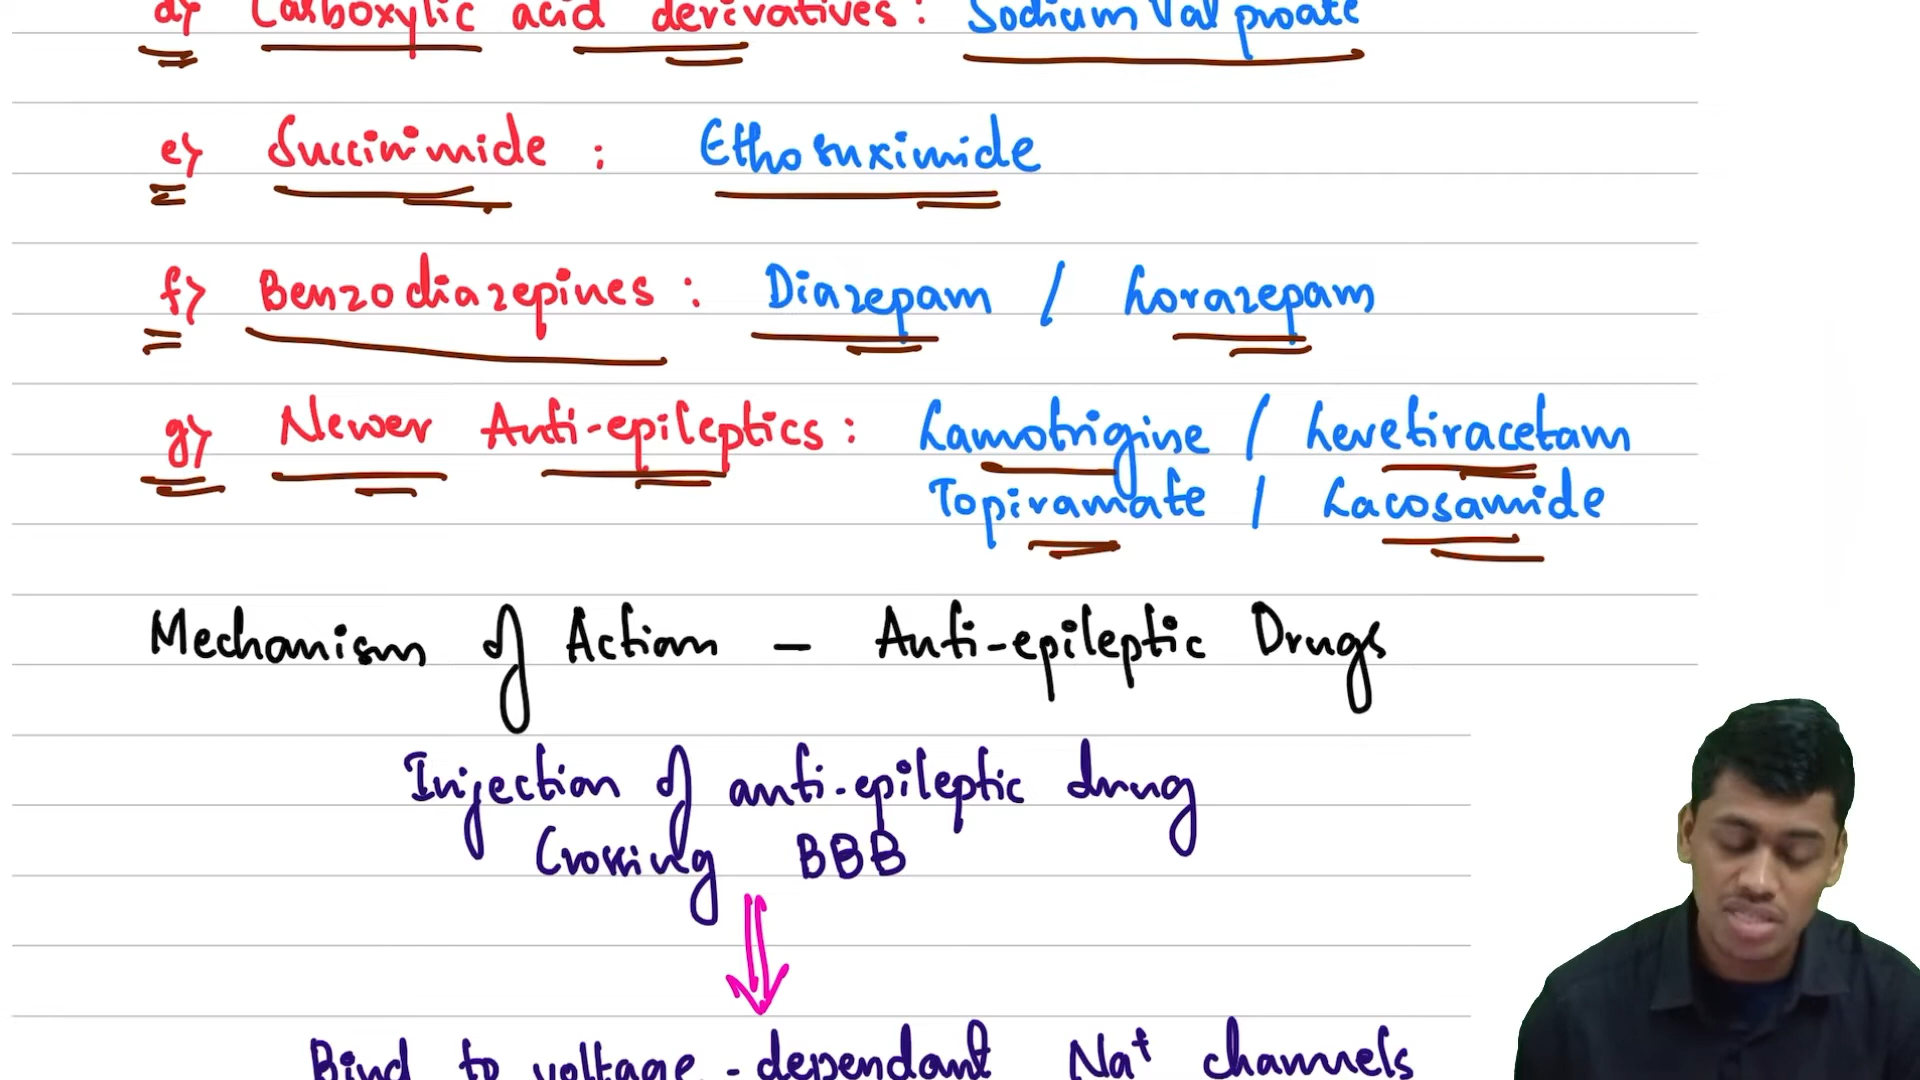 d) Carboxylic acid derivatives : Sodium Valproate
e) Succinimide : Ethosuximide
f) Benzodiazepines : Diazepam / Lorazepam
g) Newer Anti-epileptics : Lamotrigine / Levetiracetam
Topiramate / Lacosamide
Mechanism of Action - Anti-epileptic Drugs
Injection of anti-epileptic drug
Crossing BBB
Bind to voltage-dependant Na+ channels